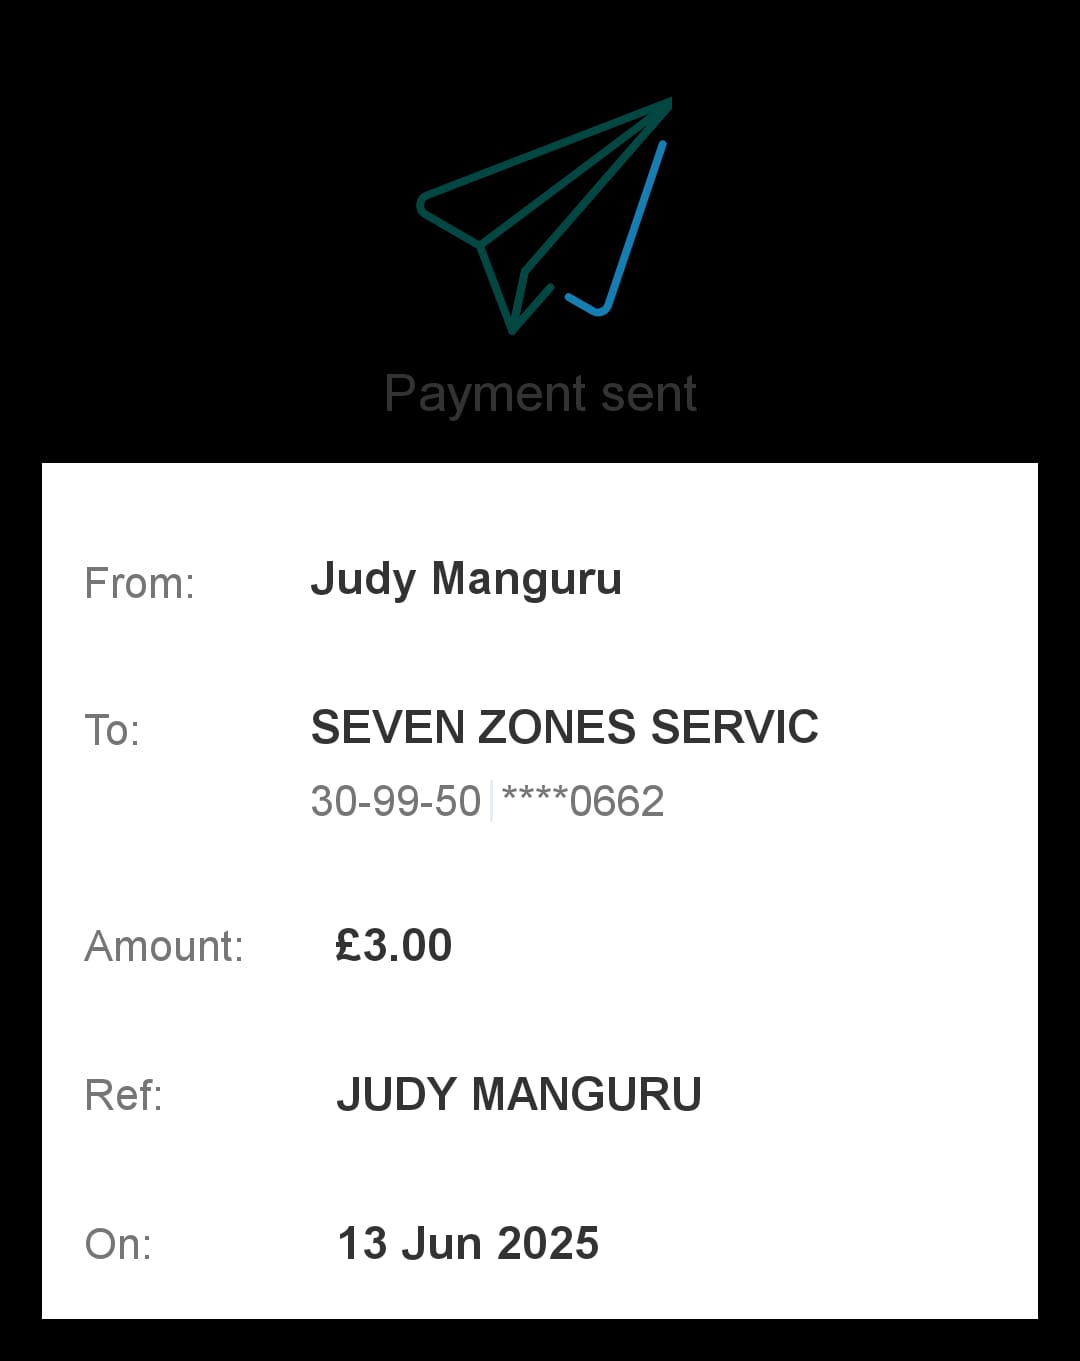 Payment sent
From: Judy Manguru
To: SEVEN ZONES SERVIC
30-99-50 ****0662
Amount: £3.00
Ref: JUDY MANGURU
On: 13 Jun 2025